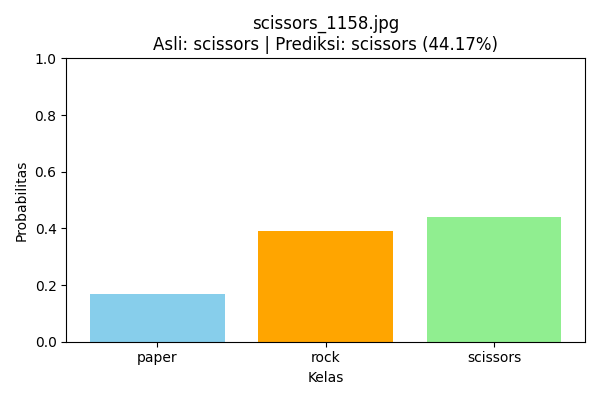 scissors_1158.jpg
Asli: scissors | Prediksi: scissors (44.17%)
1.0
0.8
0.6
0.4
0.2
0.0
Probabilitas
paper
rock
scissors
Kelas